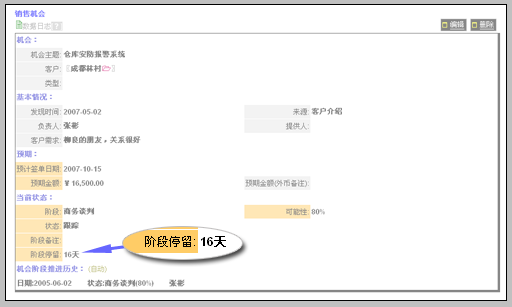 销售机会
数据日志 编辑 删除
机会：
机会主题: 仓库安防报警系统
客户: 成都林村
类型:
基本情况：
发现时间: 2007-05-02 来源: 客户介绍
负责人: 张彬 提供人:
客户需求: 柳良的朋友，关系很好
预期：
预计签单日期: 2007-10-15
预期金额: ￥16,500.00 预期金额(外币备注):
当前状态：
阶段: 商务谈判 可能性: 80%
状态: 跟踪
阶段备注:
阶段停留: 16天 阶段停留: 16天
机会阶段推进历史：(自动)
日期:2005-06-02 状态:商务谈判(80%) 张彬